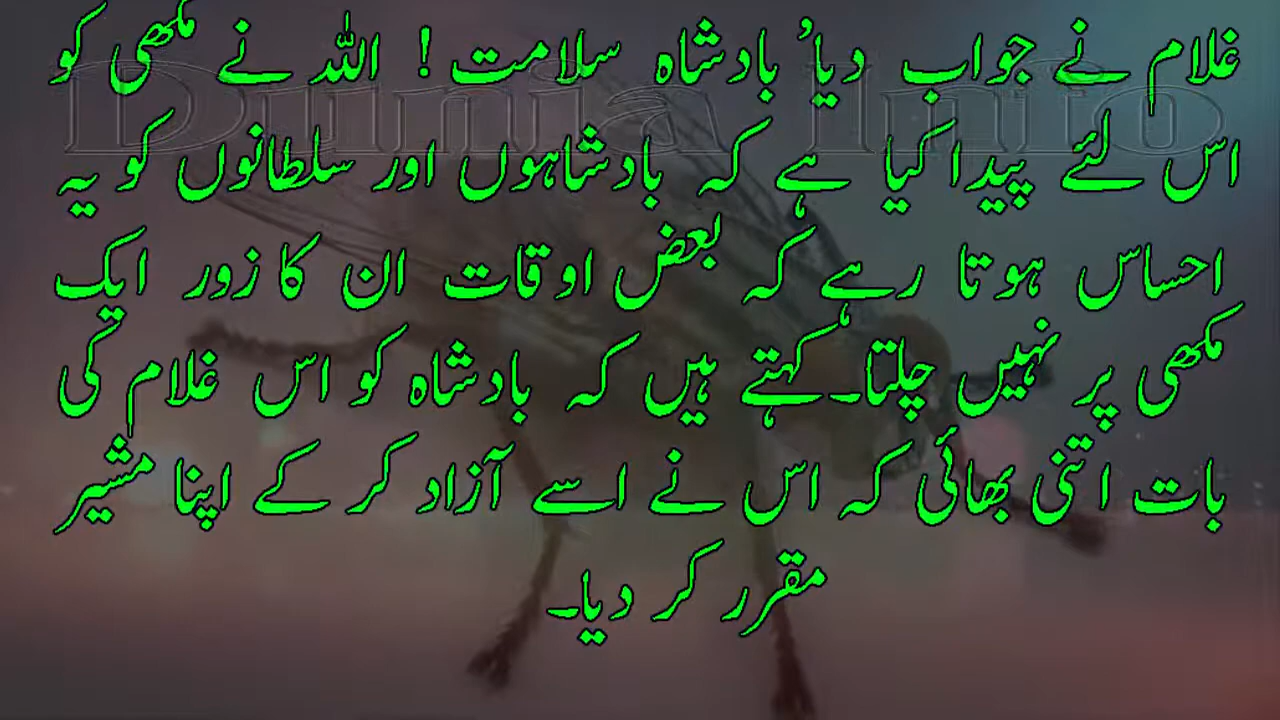 غلام نے جواب دیا’ بادشاہ سلامت! اللہ نے مکھی کو
Dunia Info
اس لئے پیدا کیا ہے کہ بادشاہوں اور سلطانوں کو یہ
احساس ہوتا رہے کہ بعض اوقات ان کا زور ایک
مکھی پر نہیں چلتا۔کہتے ہیں کہ بادشاہ کو اس غلام کی
بات اتنی بھائی کہ اس نے اسے آزاد کر کے اپنا مشیر
مقرر کر دیا۔